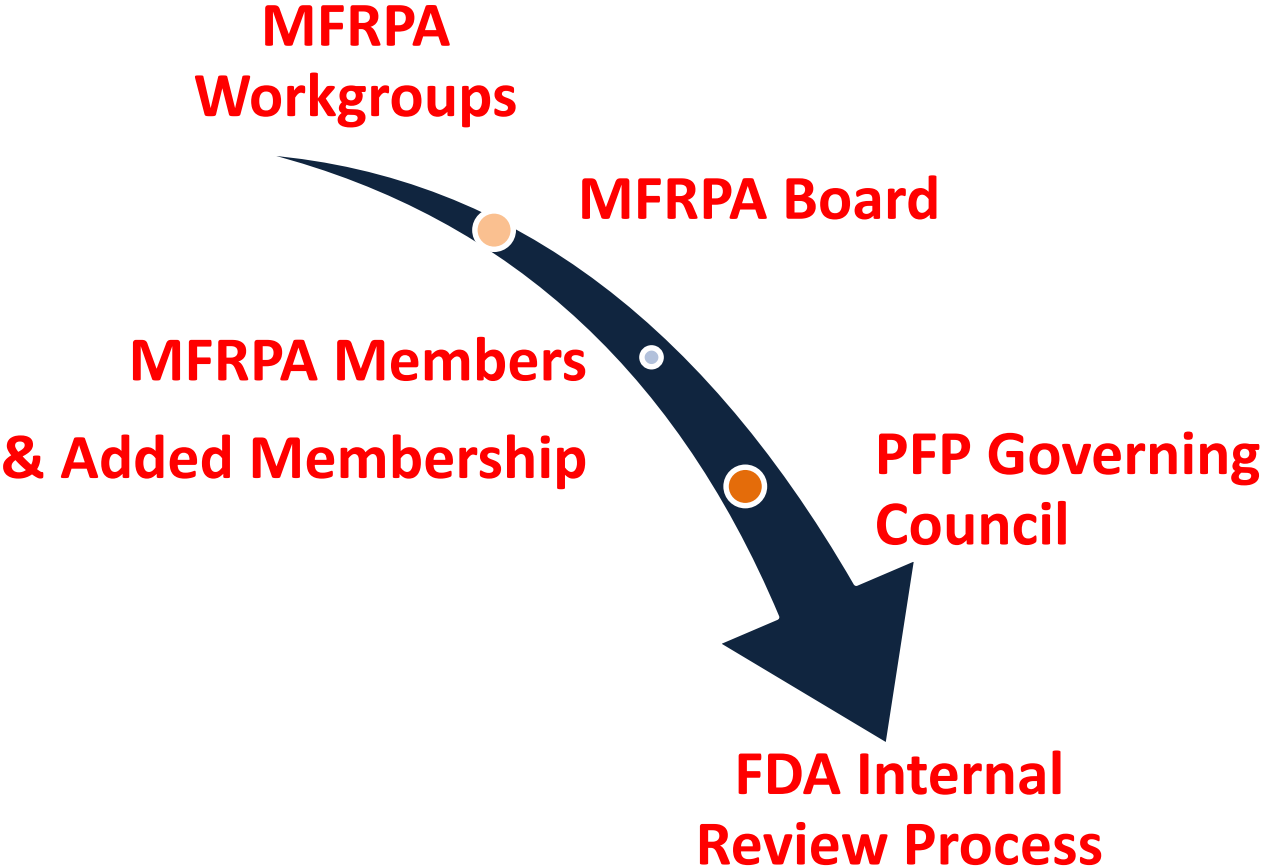 MFRPA
Workgroups
MFRPA Board
MFRPA Members
& Added Membership
PFP Governing
Council
FDA Internal
Review Process